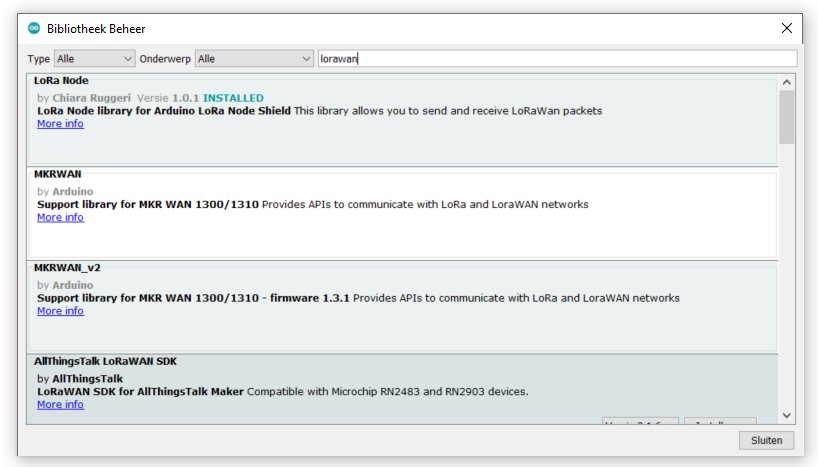 Bibliotheek Beheer
Type Alle Onderwerp Alle lorawan
LoRa Node
by Chiara Ruggeri Versie 1.0.1 INSTALLED
LoRa Node library for Arduino LoRa Node Shield This library allows you to send and receive LoRaWan packets
More info
MKRWAN
by Arduino
Support library for MKR WAN 1300/1310 Provides APIs to communicate with LoRa and LoraWAN networks
More info
MKRWAN_v2
by Arduino
Support library for MKR WAN 1300/1310 - firmware 1.3.1 Provides APIs to communicate with LoRa and LoraWAN networks
More info
AllThingsTalk LoRaWAN SDK
by AllThingsTalk
LoRaWAN SDK for AllThingsTalk Maker Compatible with Microchip RN2483 and RN2903 devices.
More info
Sluiten